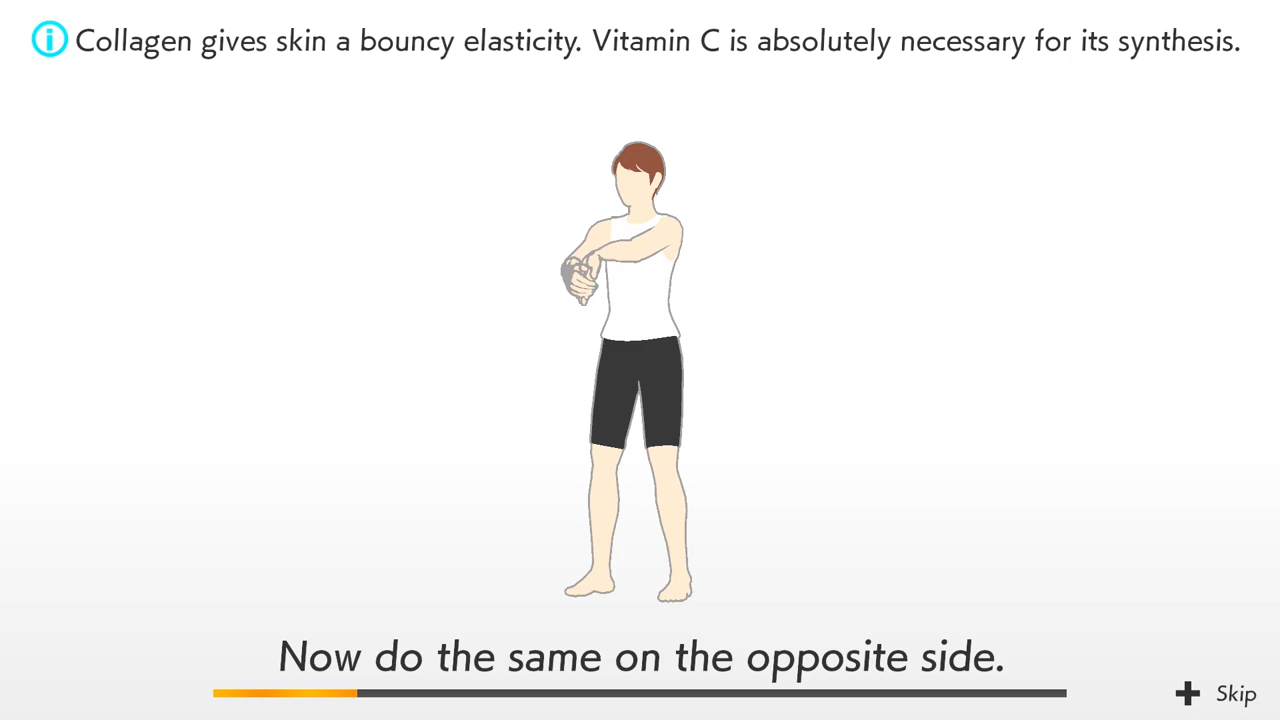 Collagen gives skin a bouncy elasticity. Vitamin C is absolutely necessary for its synthesis.
Now do the same on the opposite side.
Skip